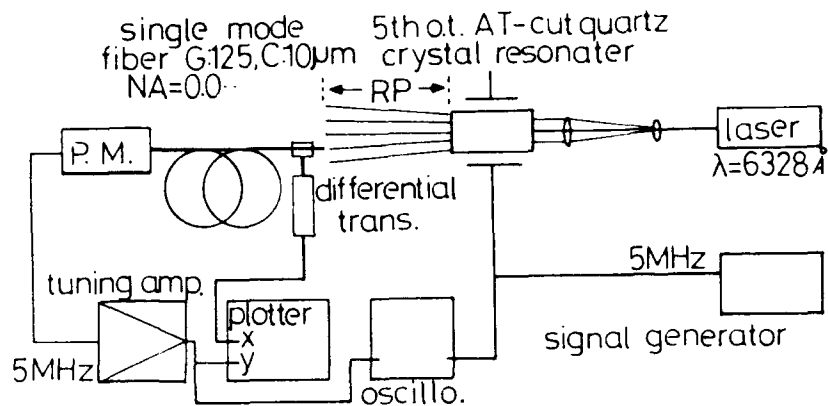 single mode
fiber G:125, C:10μm
NA=0.0··
5th o.t. AT-cut quartz
crystal resonater
RP
P. M.
laser
λ=6328Å
differential
trans.
tuning amp.
plotter
x
y
5MHz
5MHz
oscillo.
signal generator